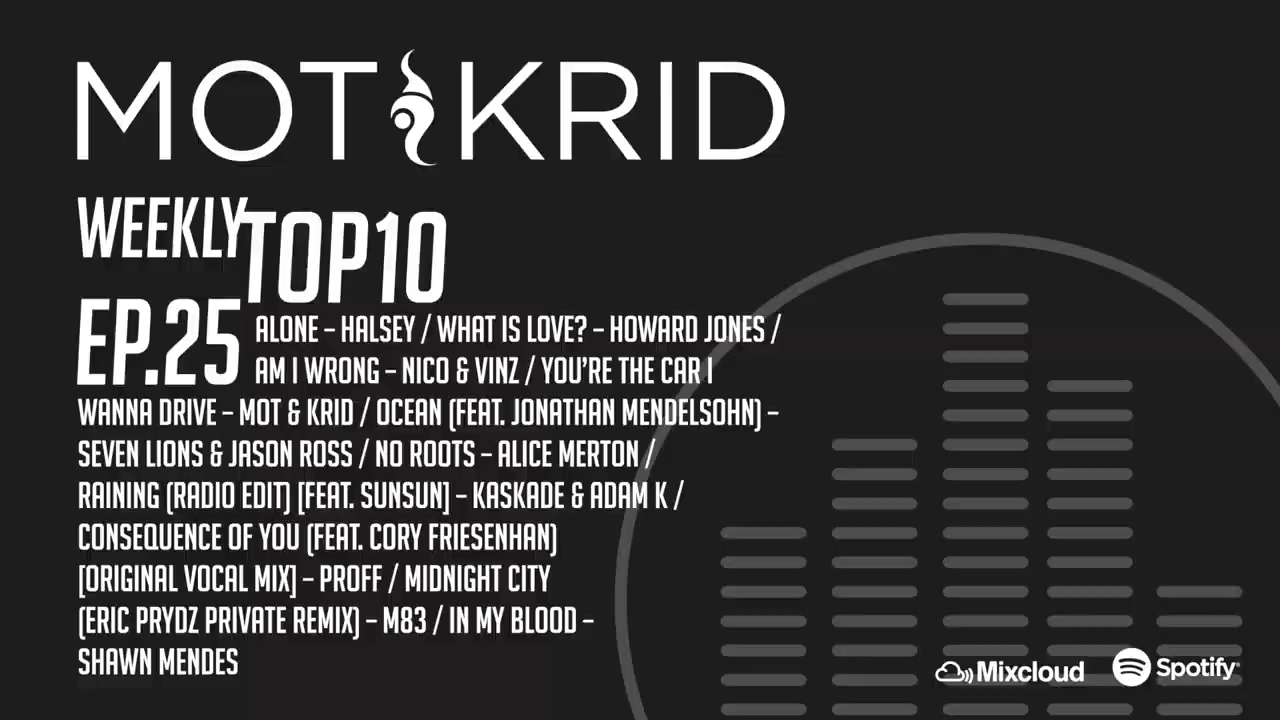 MOT & KRID
WEEKLY TOP10
EP.25
ALONE – HALSEY / WHAT IS LOVE? – HOWARD JONES /
AM I WRONG – NICO & VINZ / YOU'RE THE CAR I
WANNA DRIVE – MOT & KRID / OCEAN (FEAT. JONATHAN MENDELSOHN) –
SEVEN LIONS & JASON ROSS / NO ROOTS – ALICE MERTON /
RAINING (RADIO EDIT) [FEAT. SUNSUN] – KASKADE & ADAM K /
CONSEQUENCE OF YOU (FEAT. CORY FRIESENHAN)
[ORIGINAL VOCAL MIX] – PROFF / MIDNIGHT CITY
(ERIC PRYDZ PRIVATE REMIX) – M83 / IN MY BLOOD –
SHAWN MENDES
Mixcloud
Spotify